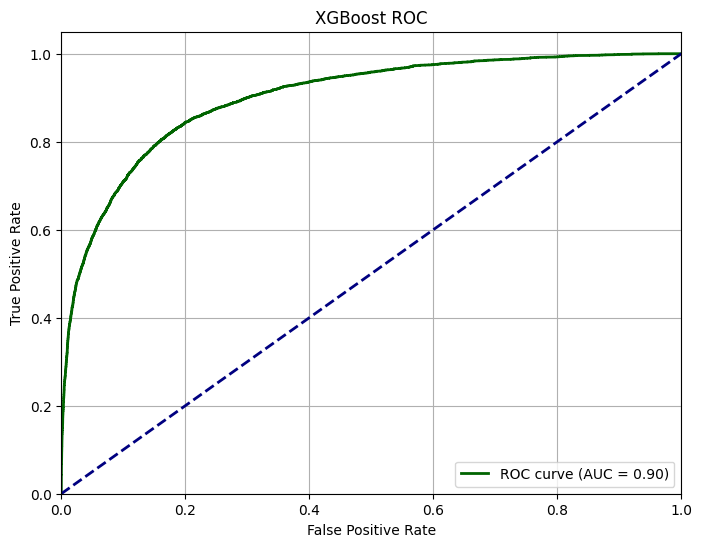 XGBoost ROC
True Positive Rate
1.0
0.8
0.6
0.4
0.2
0.0
0.0 0.2 0.4 0.6 0.8 1.0
False Positive Rate
ROC curve (AUC = 0.90)